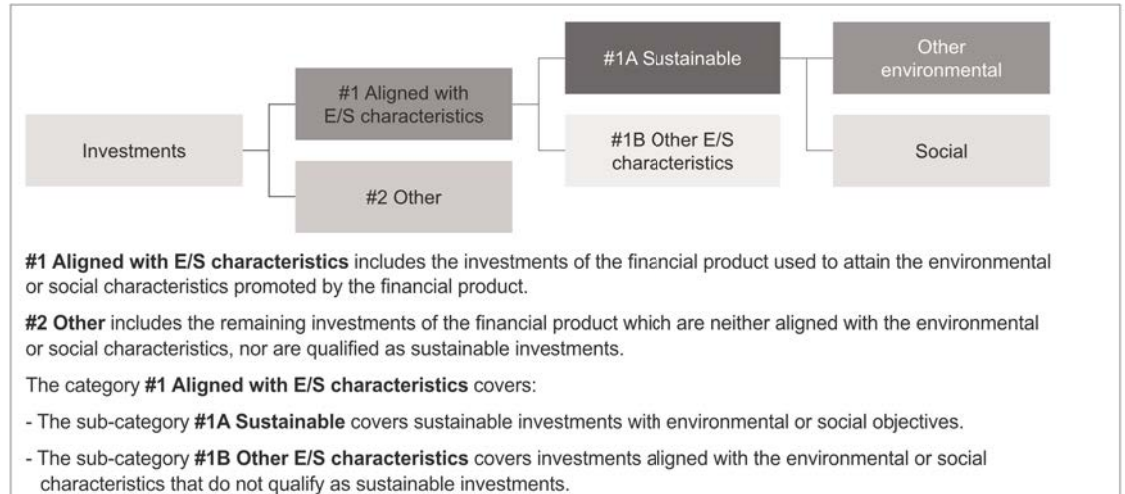 #1A Sustainable
Other
environmental
#1 Aligned with
E/S characteristics
Investments
#1B Other E/S
characteristics
Social
#2 Other
#1 Aligned with E/S characteristics includes the investments of the financial product used to attain the environmental
or social characteristics promoted by the financial product.
#2 Other includes the remaining investments of the financial product which are neither aligned with the environmental
or social characteristics, nor are qualified as sustainable investments.
The category #1 Aligned with E/S characteristics covers:
- The sub-category #1A Sustainable covers sustainable investments with environmental or social objectives.
- The sub-category #1B Other E/S characteristics covers investments aligned with the environmental or social
characteristics that do not qualify as sustainable investments.